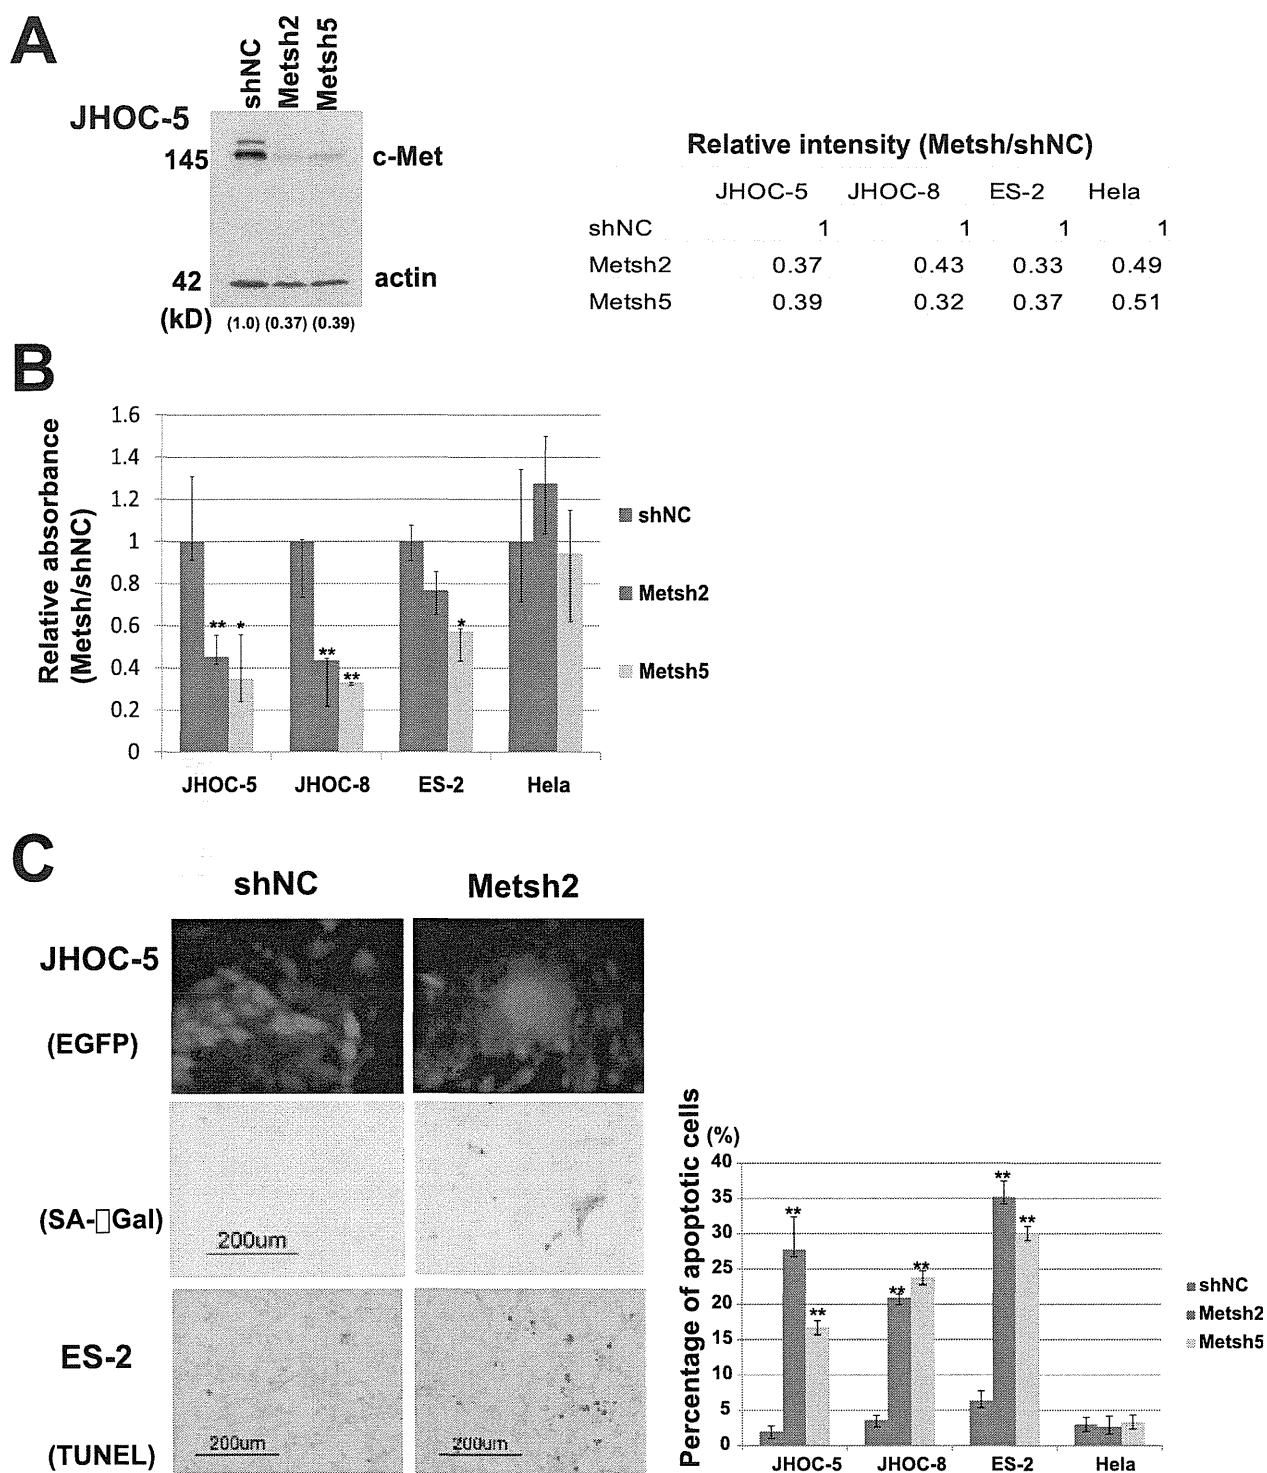 A
shNC
Metsh2
Metsh5
JHOC-5
145
c-Met
42
actin
(kD)
(1.0) (0.37) (0.39)
Relative intensity (Metsh/shNC)
JHOC-5 JHOC-8 ES-2 Hela
shNC 1 1 1 1
Metsh2 0.37 0.43 0.33 0.49
Metsh5 0.39 0.32 0.37 0.51
B
Relative absorbance
(Metsh/shNC)
1.6
1.4
1.2
1
0.8
0.6
0.4
0.2
0
** *
**
**
*
JHOC-5 JHOC-8 ES-2 Hela
shNC
Metsh2
Metsh5
C
shNC Metsh2
JHOC-5
(EGFP)
(SA-□Gal)
200um
ES-2
(TUNEL)
200um
200um
Percentage of apoptotic cells
(%)
40
35
30
25
20
15
10
5
0
**
**
**
**
**
**
JHOC-5 JHOC-8 ES-2 Hela
shNC
Metsh2
Metsh5